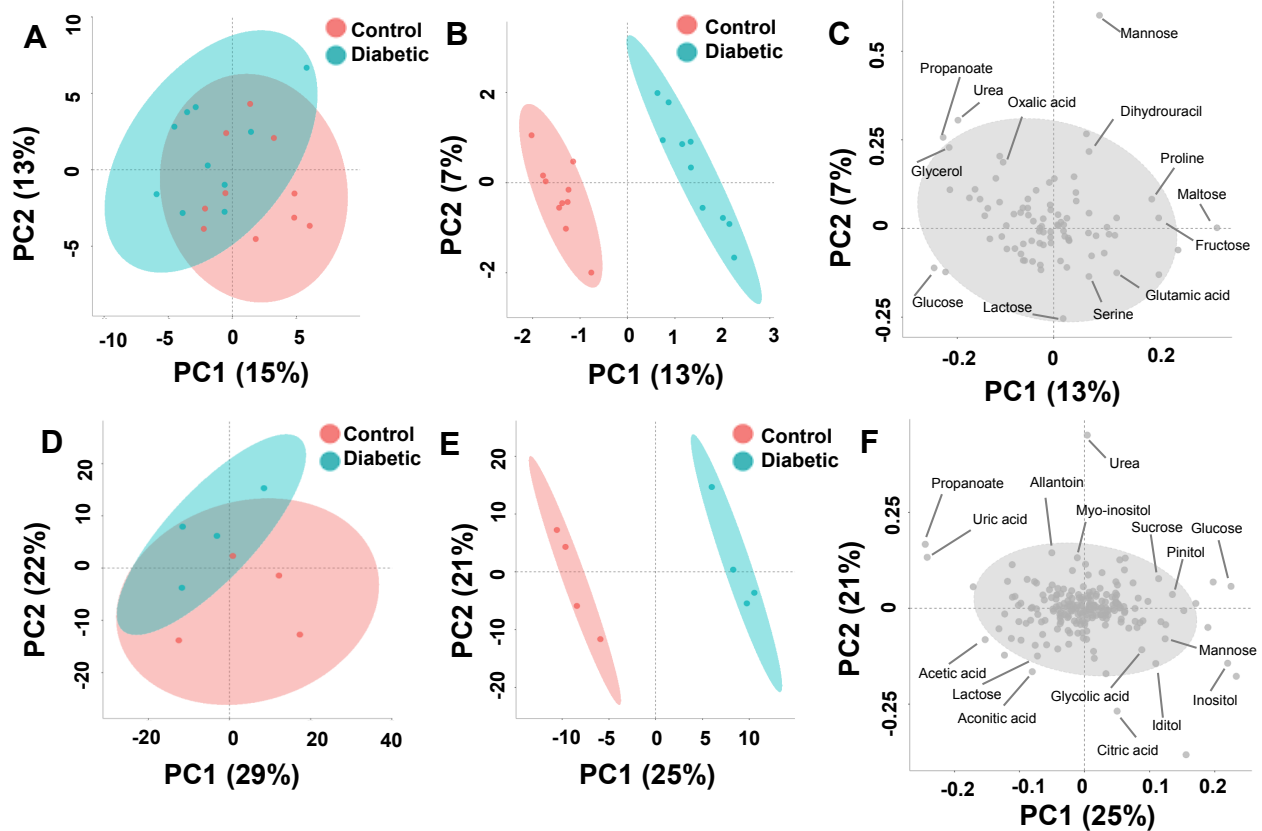 A
Control
Diabetic
10
5
0
-5
PC2 (13%)
-10
-5
0
5
PC1 (15%)
B
Control
Diabetic
2
0
-2
PC2 (7%)
-2
-1
0
1
2
3
PC1 (13%)
C
Mannose
Propanoate
Urea
Oxalic acid
Dihydrouracil
Glycerol
Proline
Maltose
Fructose
Glucose
Lactose
Serine
Glutamic acid
0.5
0.25
0
-0.25
PC2 (7%)
-0.2
0
0.2
PC1 (13%)
D
Control
Diabetic
20
10
0
-10
-20
PC2 (22%)
-20
0
20
40
PC1 (29%)
E
Control
Diabetic
20
10
0
-10
-20
PC2 (21%)
-10
-5
0
5
10
PC1 (25%)
F
Urea
Propanoate
Allantoin
Uric acid
Myo-inositol
Sucrose
Glucose
Pinitol
Acetic acid
Lactose
Aconitic acid
Glycolic acid
Mannose
Inositol
Iditol
Citric acid
0.25
0
-0.25
PC2 (21%)
-0.2
-0.1
0
0.1
0.2
PC1 (25%)